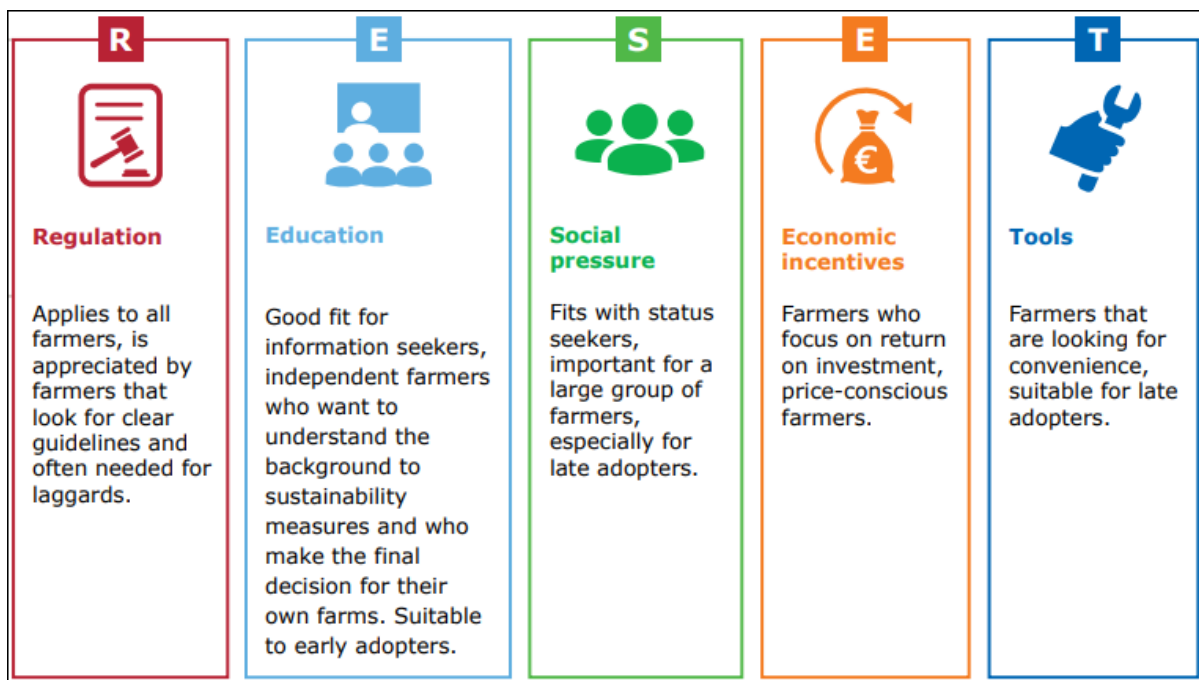 R
Regulation
Applies to all
farmers, is
appreciated by
farmers that
look for clear
guidelines and
often needed for
laggards.
E
Education
Good fit for
information seekers,
independent farmers
who want to
understand the
background to
sustainability
measures and who
make the final
decision for their
own farms. Suitable
to early adopters.
S
Social
pressure
Fits with status
seekers,
important for a
large group of
farmers,
especially for
late adopters.
E
€
Economic
incentives
Farmers who
focus on return
on investment,
price-conscious
farmers.
T
Tools
Farmers that
are looking for
convenience,
suitable for late
adopters.